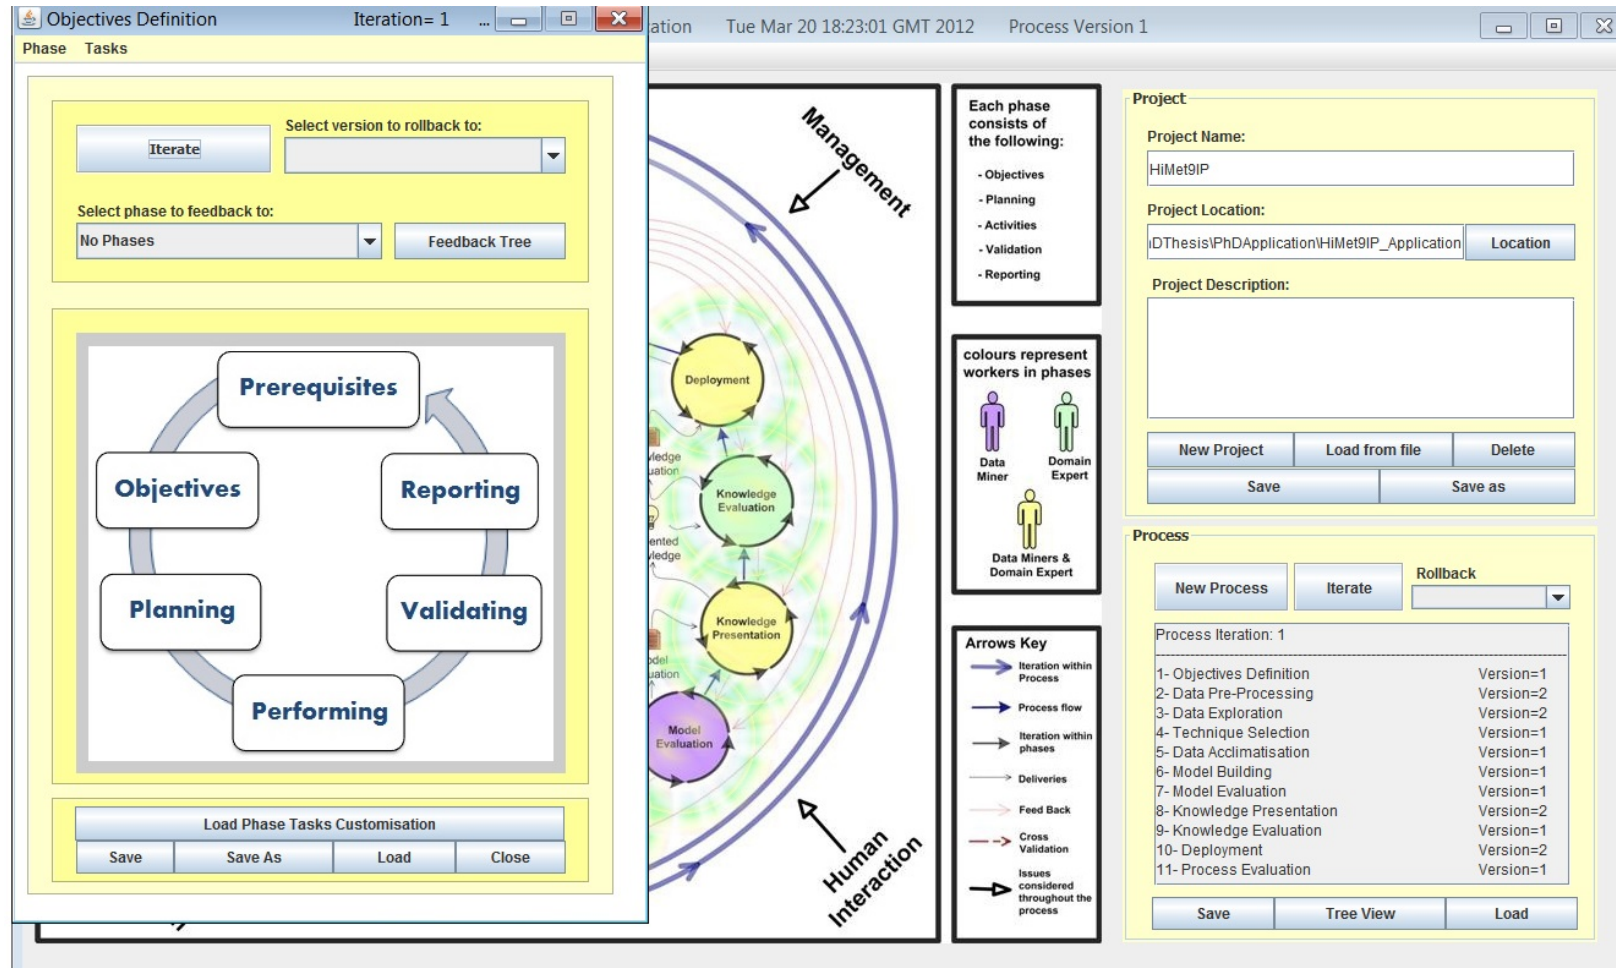 Objectives Definition Iteration= 1 ...
Phase Tasks
Iterate
Select version to rollback to:
Select phase to feedback to:
No Phases
Feedback Tree
Prerequisites
Objectives
Reporting
Planning
Validating
Performing
Load Phase Tasks Customisation
Save Save As Load Close
ation Tue Mar 20 18:23:01 GMT 2012 Process Version 1
Management
Deployment
Knowledge
Evaluation
Knowledge
Presentation
Model
Evaluation
Human
Interaction
Each phase
consists of
the following:
- Objectives
- Planning
- Activities
- Validation
- Reporting
colours represent
workers in phases
Data
Miner
Domain
Expert
Data Miners &
Domain Expert
Arrows Key
Iteration within
Process
Process flow
Iteration within
phases
Deliveries
Feed Back
Cross
Validation
Issues
considered
throughout the
process
Project
Project Name:
HiMet9IP
Project Location:
DThesis\PhDApplication\HiMet9IP_Application
Location
Project Description:
New Project Load from file Delete
Save Save as
Process
New Process Iterate
Rollback
Process Iteration: 1
1- Objectives Definition Version=1
2- Data Pre-Processing Version=2
3- Data Exploration Version=2
4- Technique Selection Version=1
5- Data Acclimatisation Version=1
6- Model Building Version=1
7- Model Evaluation Version=1
8- Knowledge Presentation Version=2
9- Knowledge Evaluation Version=1
10- Deployment Version=2
11- Process Evaluation Version=1
Save Tree View Load